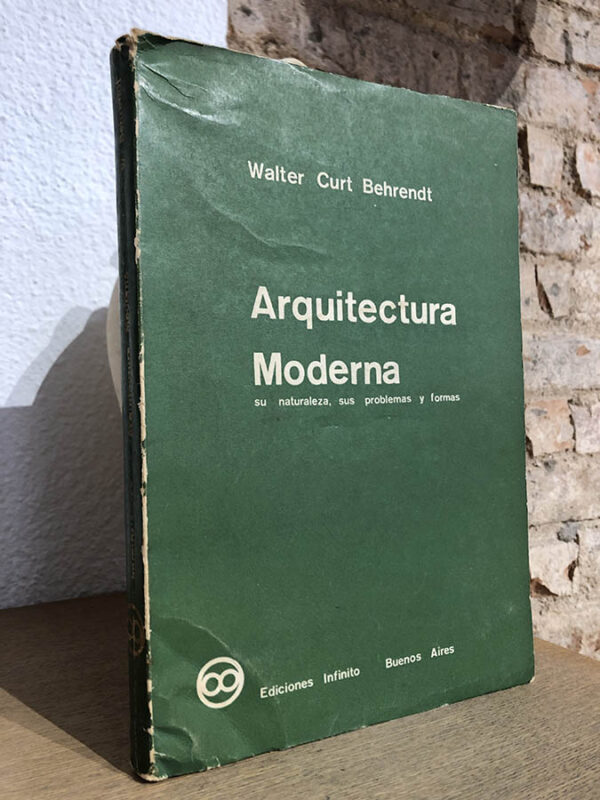 Walter Curt Behrendt
Arquitectura
Moderna
su naturaleza, sus problemas y formas
Ediciones Infinito Buenos Aires